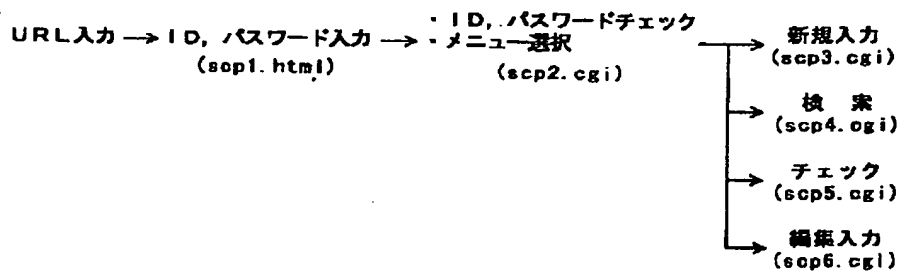 ・ID, パスワードチェック
URL入力 → ID, パスワード入力 → ・メニュー選択
(scp1.html)
(scp2.cgi)
新規入力
(scp3.cgi)
検 索
(scp4.cgi)
チェック
(scp5.cgi)
編集入力
(scp6.cgi)